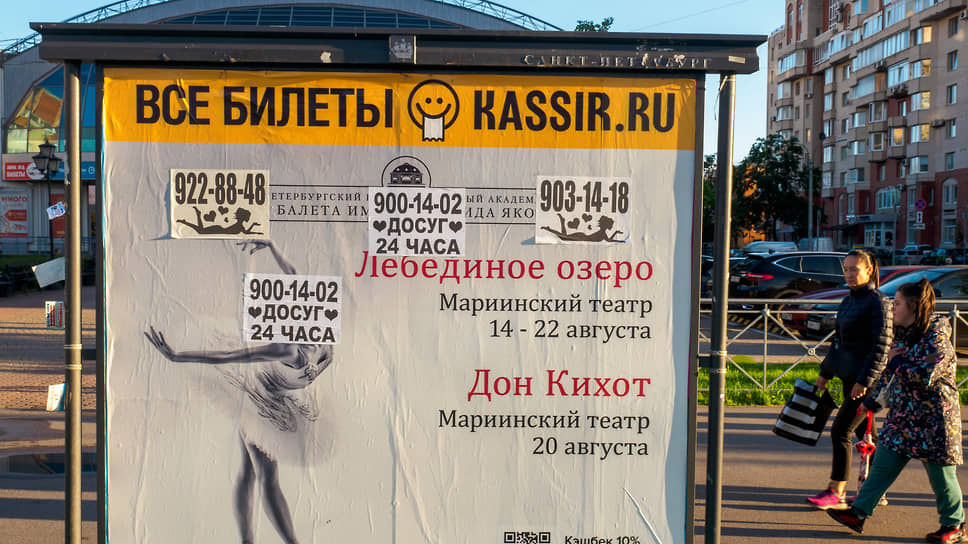 САНКТ-ПЕТЕРБУРГ
ВСЕ БИЛЕТЫ KASSIR.RU
922-88-48
900-14-02
ДОСУГ
24 ЧАСА
903-14-18
БАЛЕТА
900-14-02
ДОСУГ
24 ЧАСА
Лебединое озеро
Мариинский театр
14 - 22 августа
Дон Кихот
Мариинский театр
20 августа
Кэшбек 10%